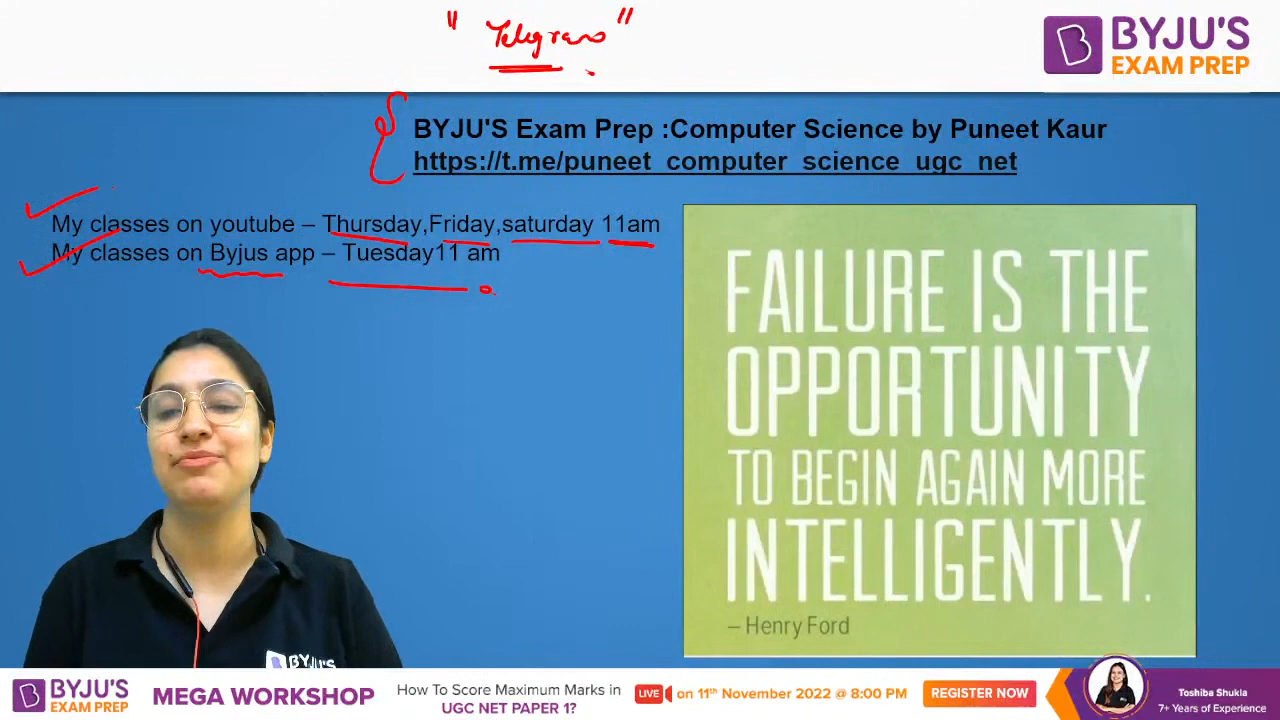 " Telegram "
BYJU'S
EXAM PREP
BYJU'S Exam Prep :Computer Science by Puneet Kaur
https://t.me/puneet_computer_science_ugc_net
My classes on youtube – Thursday,Friday,saturday 11am
My classes on Byjus app – Tuesday11 am
FAILURE IS THE
OPPORTUNITY
TO BEGIN AGAIN MORE
INTELLIGENTLY.
– Henry Ford
BYJU'S
BYJU'S
EXAM PREP
MEGA WORKSHOP
How To Score Maximum Marks in
UGC NET PAPER 1?
LIVE on 11th November 2022 @ 8:00 PM
REGISTER NOW
Toshiba Shukla
7+ Years of Experience